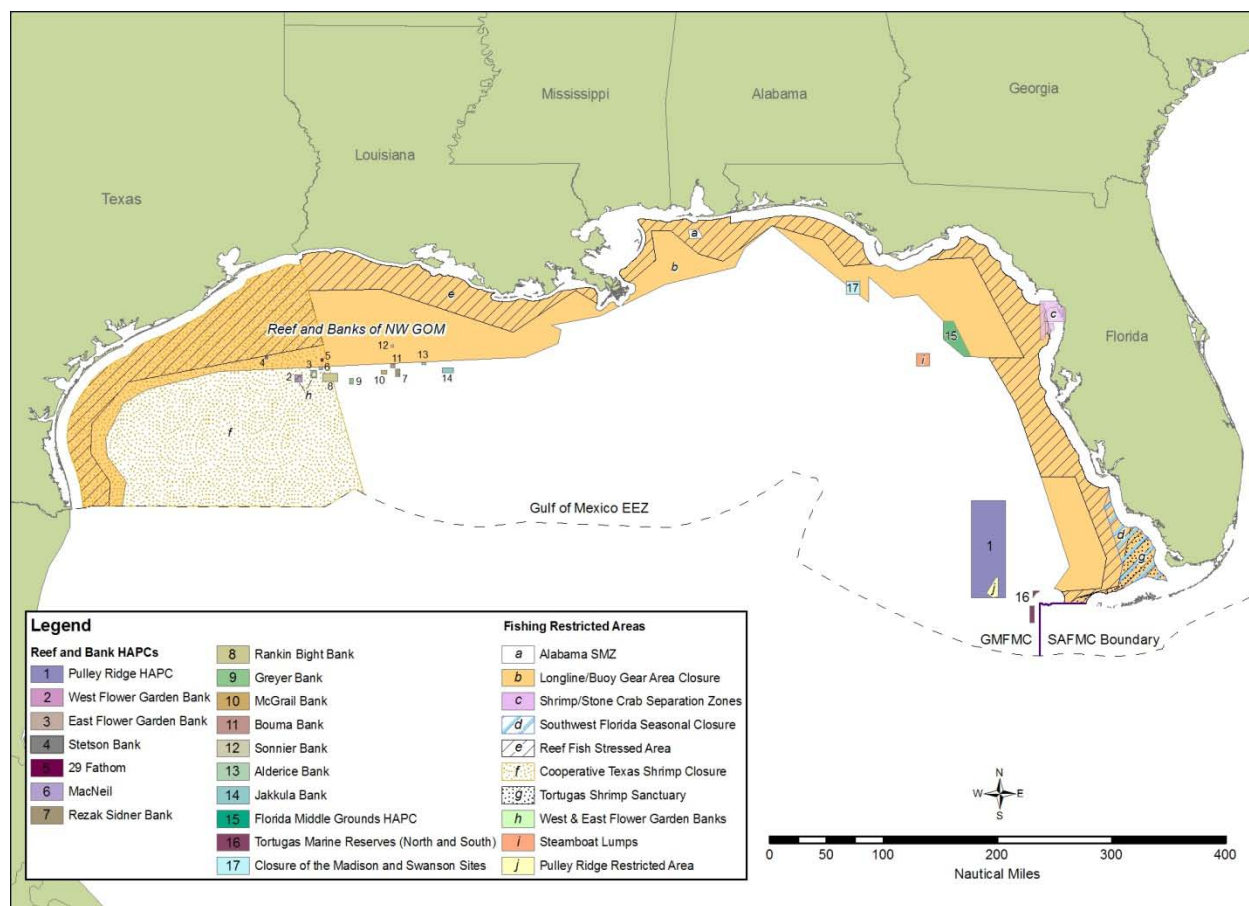 Mississippi
Alabama
Georgia
Louisiana
Texas
Florida
a
b
e
17
c
Reef and Banks of NW GOM
12
15
i
4
5
6
3
11
13
2
8
9
10
7
14
h
f
Gulf of Mexico EEZ
1
j
d
g
16
GMFMC
SAFMC Boundary
Legend
Reef and Bank HAPCs
1 Pulley Ridge HAPC
2 West Flower Garden Bank
3 East Flower Garden Bank
4 Stetson Bank
5 29 Fathom
6 MacNeil
7 Rezak Sidner Bank
8 Rankin Bight Bank
9 Greyer Bank
10 McGrail Bank
11 Bouma Bank
12 Sonnier Bank
13 Alderice Bank
14 Jakkula Bank
15 Florida Middle Grounds HAPC
16 Tortugas Marine Reserves (North and South)
17 Closure of the Madison and Swanson Sites
Fishing Restricted Areas
a Alabama SMZ
b Longline/Buoy Gear Area Closure
c Shrimp/Stone Crab Separation Zones
d Southwest Florida Seasonal Closure
e Reef Fish Stressed Area
f Cooperative Texas Shrimp Closure
g Tortugas Shrimp Sanctuary
h West & East Flower Garden Banks
i Steamboat Lumps
j Pulley Ridge Restricted Area
N
W E
S
0 50 100 200 300 400
Nautical Miles